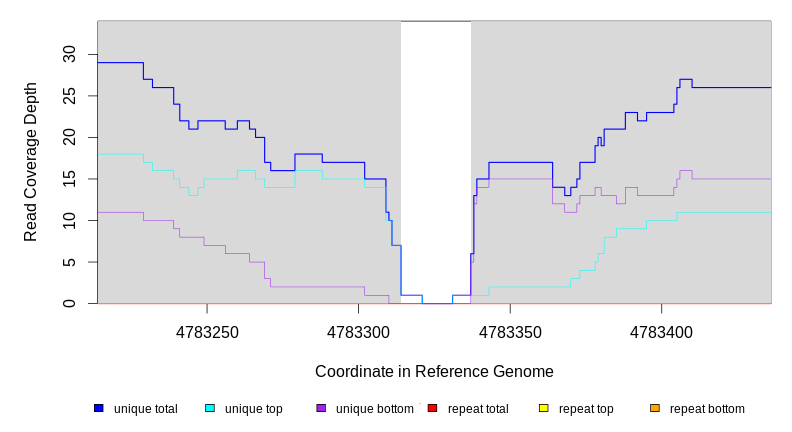 30
25
20
15
10
5
0
Read Coverage Depth
4783250 4783300 4783350 4783400
Coordinate in Reference Genome
unique total unique top unique bottom repeat total repeat top repeat bottom